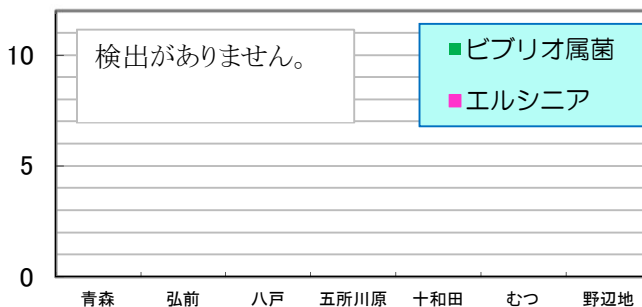 検出がありません。
ビブリオ属菌
エルシニア
10
5
0
青森 弘前 八戸 五所川原 十和田 むつ 野辺地